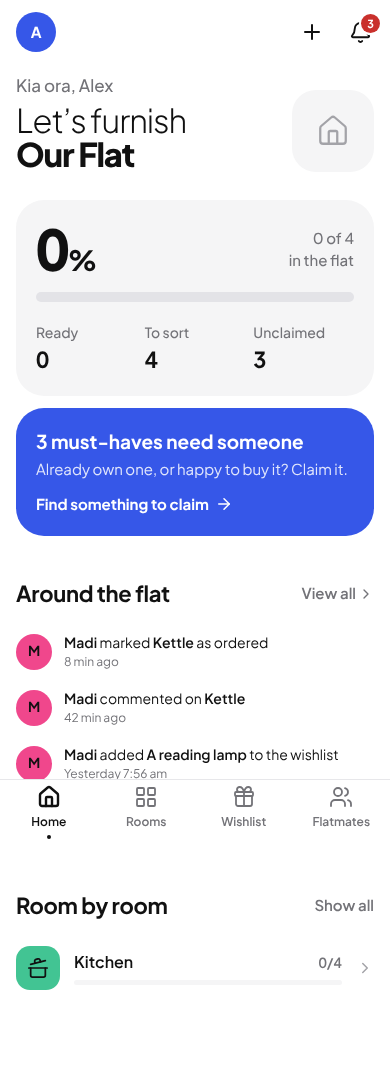 A
3
Kia ora, Alex
Let's furnish
Our Flat
0%
0 of 4
in the flat
Ready
To sort
Unclaimed
0
4
3
3 must-haves need someone
Already own one, or happy to buy it? Claim it.
Find something to claim
Around the flat
View all
M
Madi marked Kettle as ordered
8 min ago
M
Madi commented on Kettle
42 min ago
M
Madi added A reading lamp to the wishlist
Yesterday 7:56 am
Home
Rooms
Wishlist
Flatmates
Room by room
Show all
Kitchen
0/4